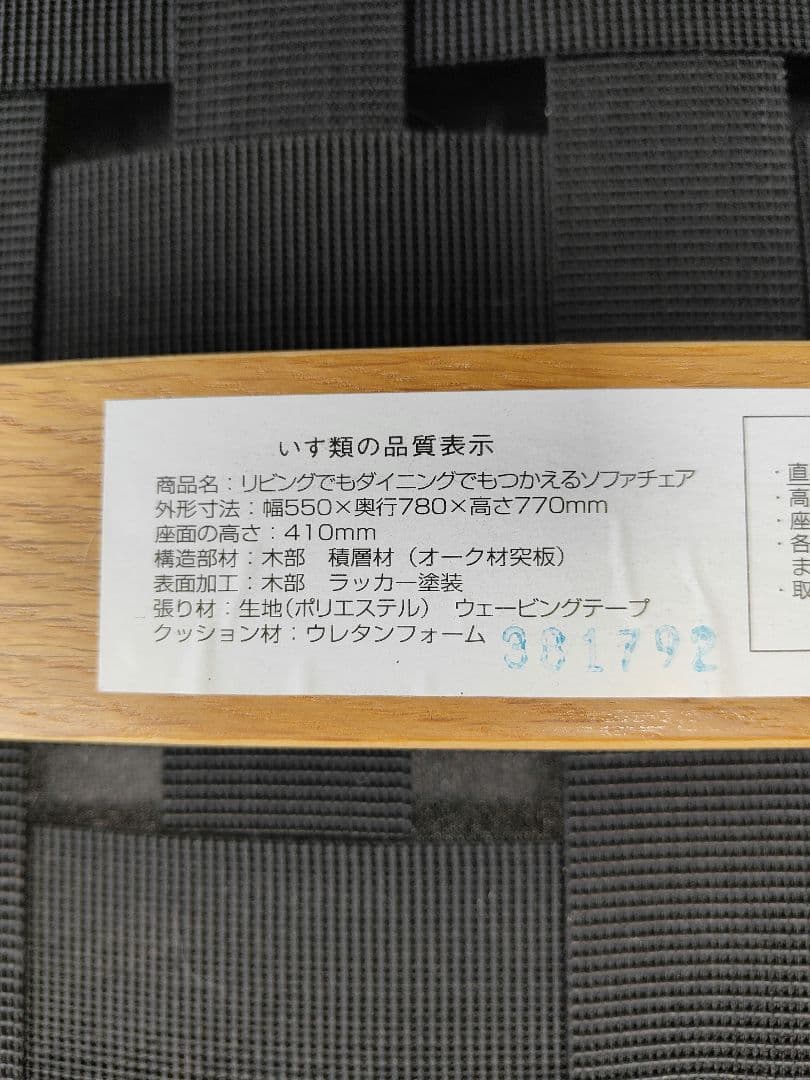 いす類の品質表示
商品名：リビングでもダイニングでもつかえるソファチェア
外形寸法：幅550×奥行780×高さ770mm
座面の高さ：410mm
構造部材：木部　積層材（オーク材突板）
表面加工：木部　ラッカー塗装
張り材：生地（ポリエステル）　ウェービングテープ
クッション材：ウレタンフォーム
381792
・直
・高
・座
・各
ま
・取